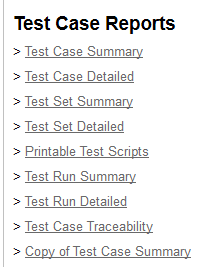 Test Case Reports
> Test Case Summary
> Test Case Detailed
> Test Set Summary
> Test Set Detailed
> Printable Test Scripts
> Test Run Summary
> Test Run Detailed
> Test Case Traceability
> Copy of Test Case Summary